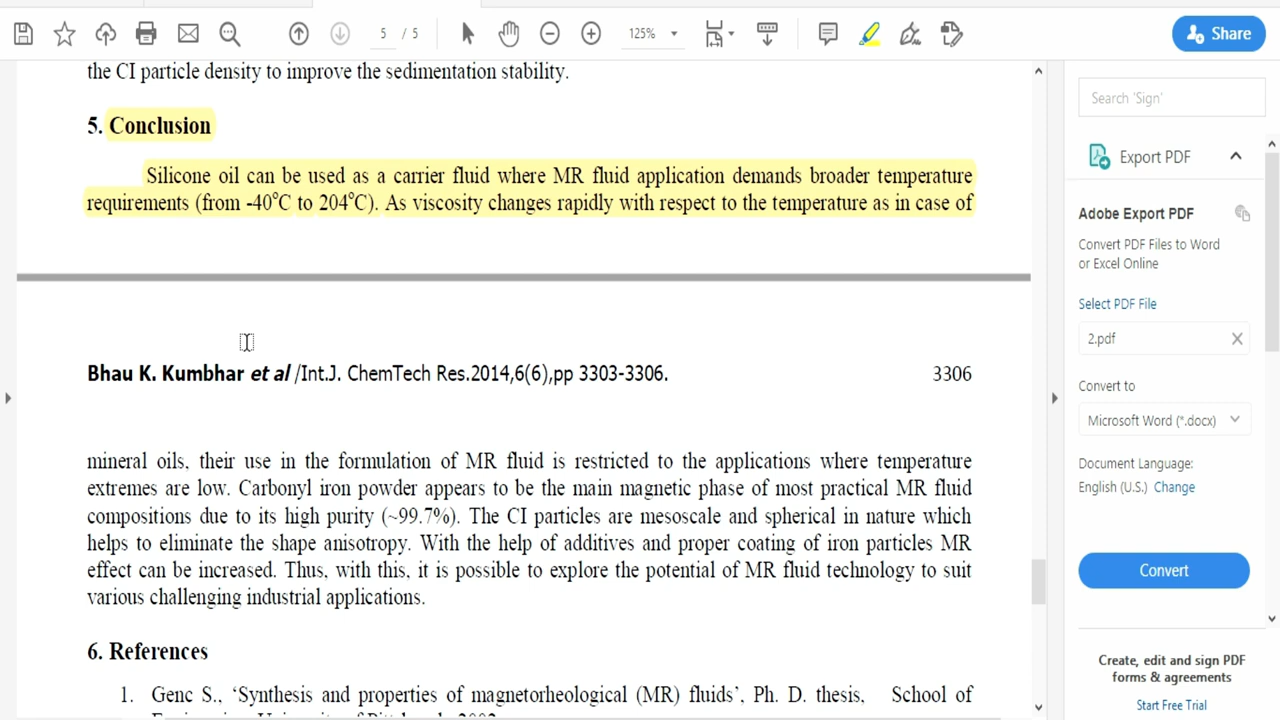 5 / 5
125%
Share
the CI particle density to improve the sedimentation stability.
5. Conclusion
Silicone oil can be used as a carrier fluid where MR fluid application demands broader temperature
requirements (from -40°C to 204°C). As viscosity changes rapidly with respect to the temperature as in case of
Bhau K. Kumbhar et al /Int.J. ChemTech Res.2014,6(6),pp 3303-3306.
3306
mineral oils, their use in the formulation of MR fluid is restricted to the applications where temperature
extremes are low. Carbonyl iron powder appears to be the main magnetic phase of most practical MR fluid
compositions due to its high purity (~99.7%). The CI particles are mesoscale and spherical in nature which
helps to eliminate the shape anisotropy. With the help of additives and proper coating of iron particles MR
effect can be increased. Thus, with this, it is possible to explore the potential of MR fluid technology to suit
various challenging industrial applications.
6. References
1. Genc S., ‘Synthesis and properties of magnetorheological (MR) fluids’, Ph. D. thesis, School of
Search 'Sign'
Export PDF
Adobe Export PDF
Convert PDF Files to Word
or Excel Online
Select PDF File
2.pdf
Convert to
Microsoft Word (*.docx)
Document Language:
English (U.S.) Change
Convert
Create, edit and sign PDF
forms & agreements
Start Free Trial